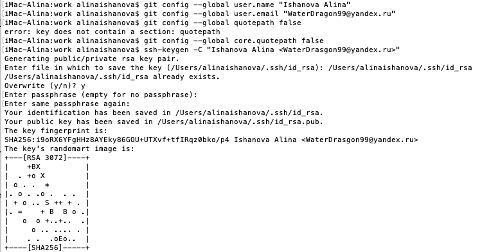 iMac-Alina:work alinaishanova$ git config --global user.name "Ishanova Alina"
iMac-Alina:work alinaishanova$ git config --global user.email "WaterDragon99@yandex.ru"
iMac-Alina:work alinaishanova$ git config --global quotepath false
error: key does not contain a section: quotepath
iMac-Alina:work alinaishanova$ git config --global core.quotepath false
iMac-Alina:work alinaishanova$ ssh-keygen -C "Ishanova Alina <WaterDrasgon99@yandex.ru>"
Generating public/private rsa key pair.
Enter file in which to save the key (/Users/alinaishanova/.ssh/id_rsa): /Users/alinaishanova/.ssh/id_rsa
/Users/alinaishanova/.ssh/id_rsa already exists.
Overwrite (y/n)? y
Enter passphrase (empty for no passphrase):
Enter same passphrase again:
Your identification has been saved in /Users/alinaishanova/.ssh/id_rsa.
Your public key has been saved in /Users/alinaishanova/.ssh/id_rsa.pub.
The key fingerprint is:
SHA256:i9oRX6YFgHHz8AYEky86GOU+UTXvf+tfIRqz0bko/p4 Ishanova Alina <WaterDrasgon99@yandex.ru>
The key's randomart image is:
+---[RSA 3072]----+
|    +BX          |
|  . +o X         |
| o . .  *        |
|. o . .o .  . .  |
| + o .. S ++ + . |
|. =    + B  B o .|
|   o  o +..+..  .|
|     o .. .... . |
|    . .  .oEo..  |
+----[SHA256]-----+